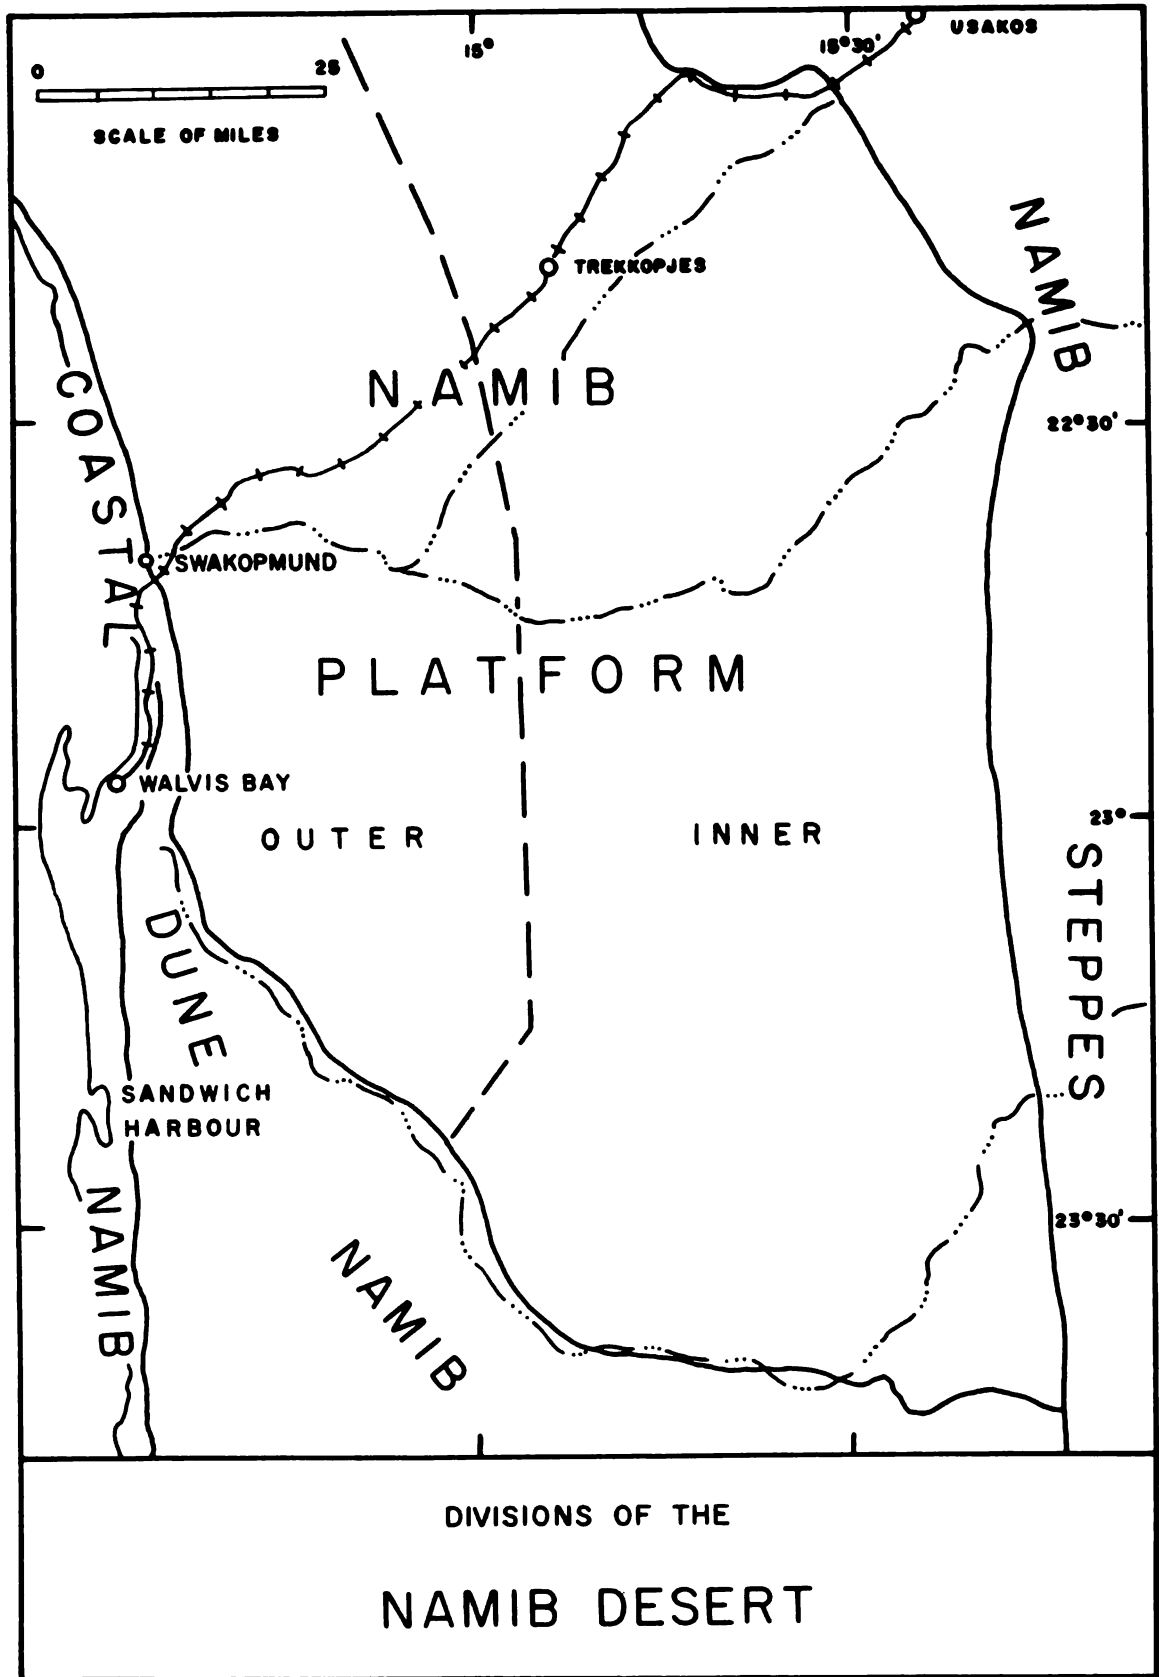 USAKOS
15°
15°30'
0 25
SCALE OF MILES
NAMIB
TREKKOPJES
COASTAL
NAMIB
22°30'
SWAKOPMUND
PLATFORM
WALVIS BAY
23°
OUTER
INNER
STEPPES
DUNE
SANDWICH
HARBOUR
NAMIB
23°30'
NAMIB
DIVISIONS OF THE
NAMIB DESERT